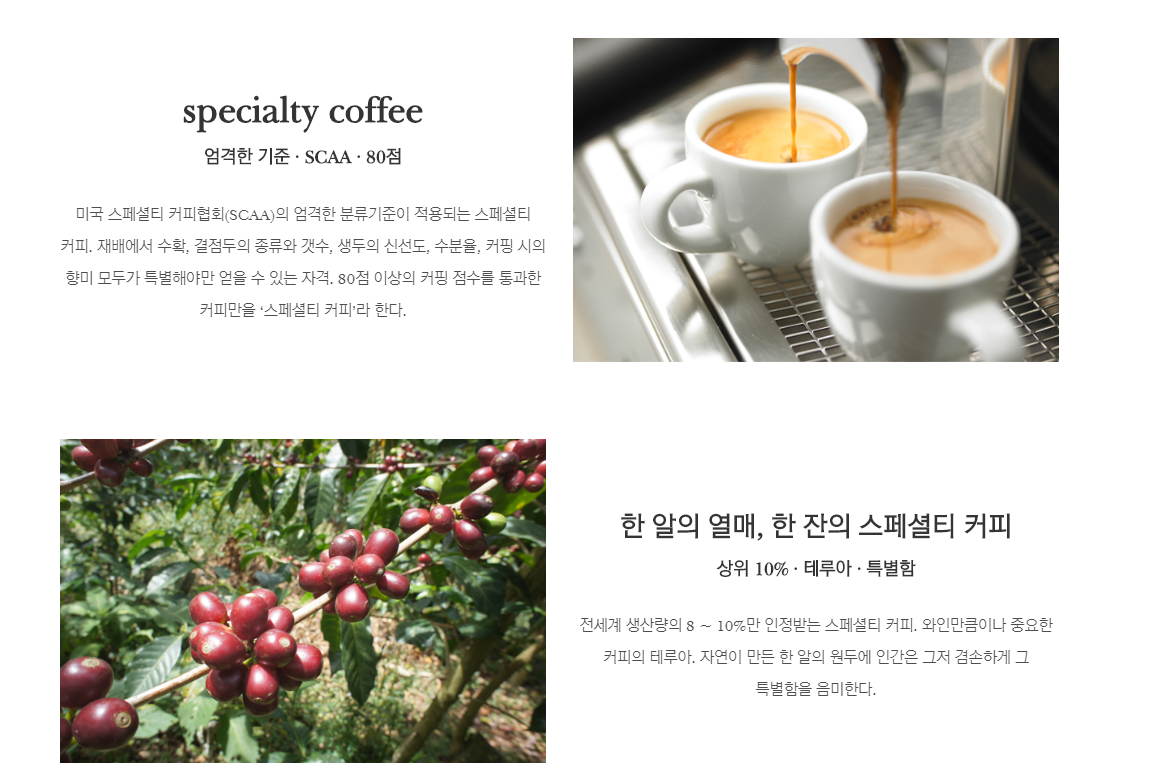 specialty coffee
엄격한 기준 · SCAA · 80점
미국 스페셜티 커피협회(SCAA)의 엄격한 분류기준이 적용되는 스페셜티
커피. 재배에서 수확, 결점두의 종류와 갯수, 생두의 신선도, 수분율, 커핑 시의
향미 모두가 특별해야만 얻을 수 있는 자격. 80점 이상의 커핑 점수를 통과한
커피만을 ‘스페셜티 커피’라 한다.
한 알의 열매, 한 잔의 스페셜티 커피
상위 10% · 테루아 · 특별함
전세계 생산량의 8 ~ 10%만 인정받는 스페셜티 커피. 와인만큼이나 중요한
커피의 테루아. 자연이 만든 한 알의 원두에 인간은 그저 겸손하게 그
특별함을 음미한다.